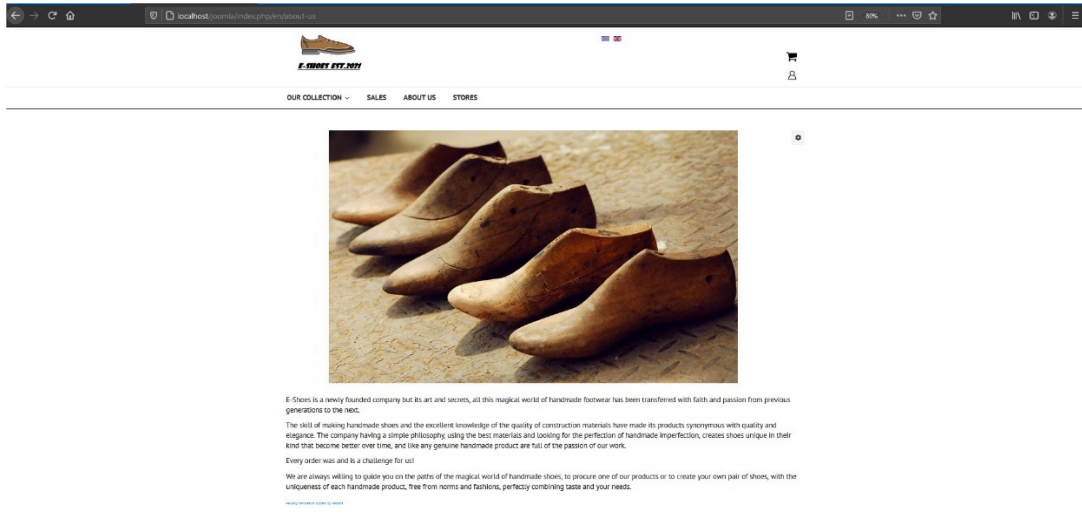 localhost/joomla/index.php/en/about-us
80%
E-SHOES EST.2021
OUR COLLECTION SALES ABOUT US STORES
E-Shoes is a newly founded company but its art and secrets, all this magical world of handmade footwear has been transferred with faith and passion from previous
generations to the next.
The skill of making handmade shoes and the excellent knowledge of the quality of construction materials have made its products synonymous with quality and
elegance. The company having a simple philosophy, using the best materials and looking for the perfection of handmade imperfection, creates shoes unique in their
kind that become better over time, and like any genuine handmade product are full of the passion of our work.
Every order was and is a challenge for us!
We are always willing to guide you on the paths of the magical world of handmade shoes, to procure one of our products or to create your own pair of shoes, with the
uniqueness of each handmade product, free from norms and fashions, perfectly combining taste and your needs.